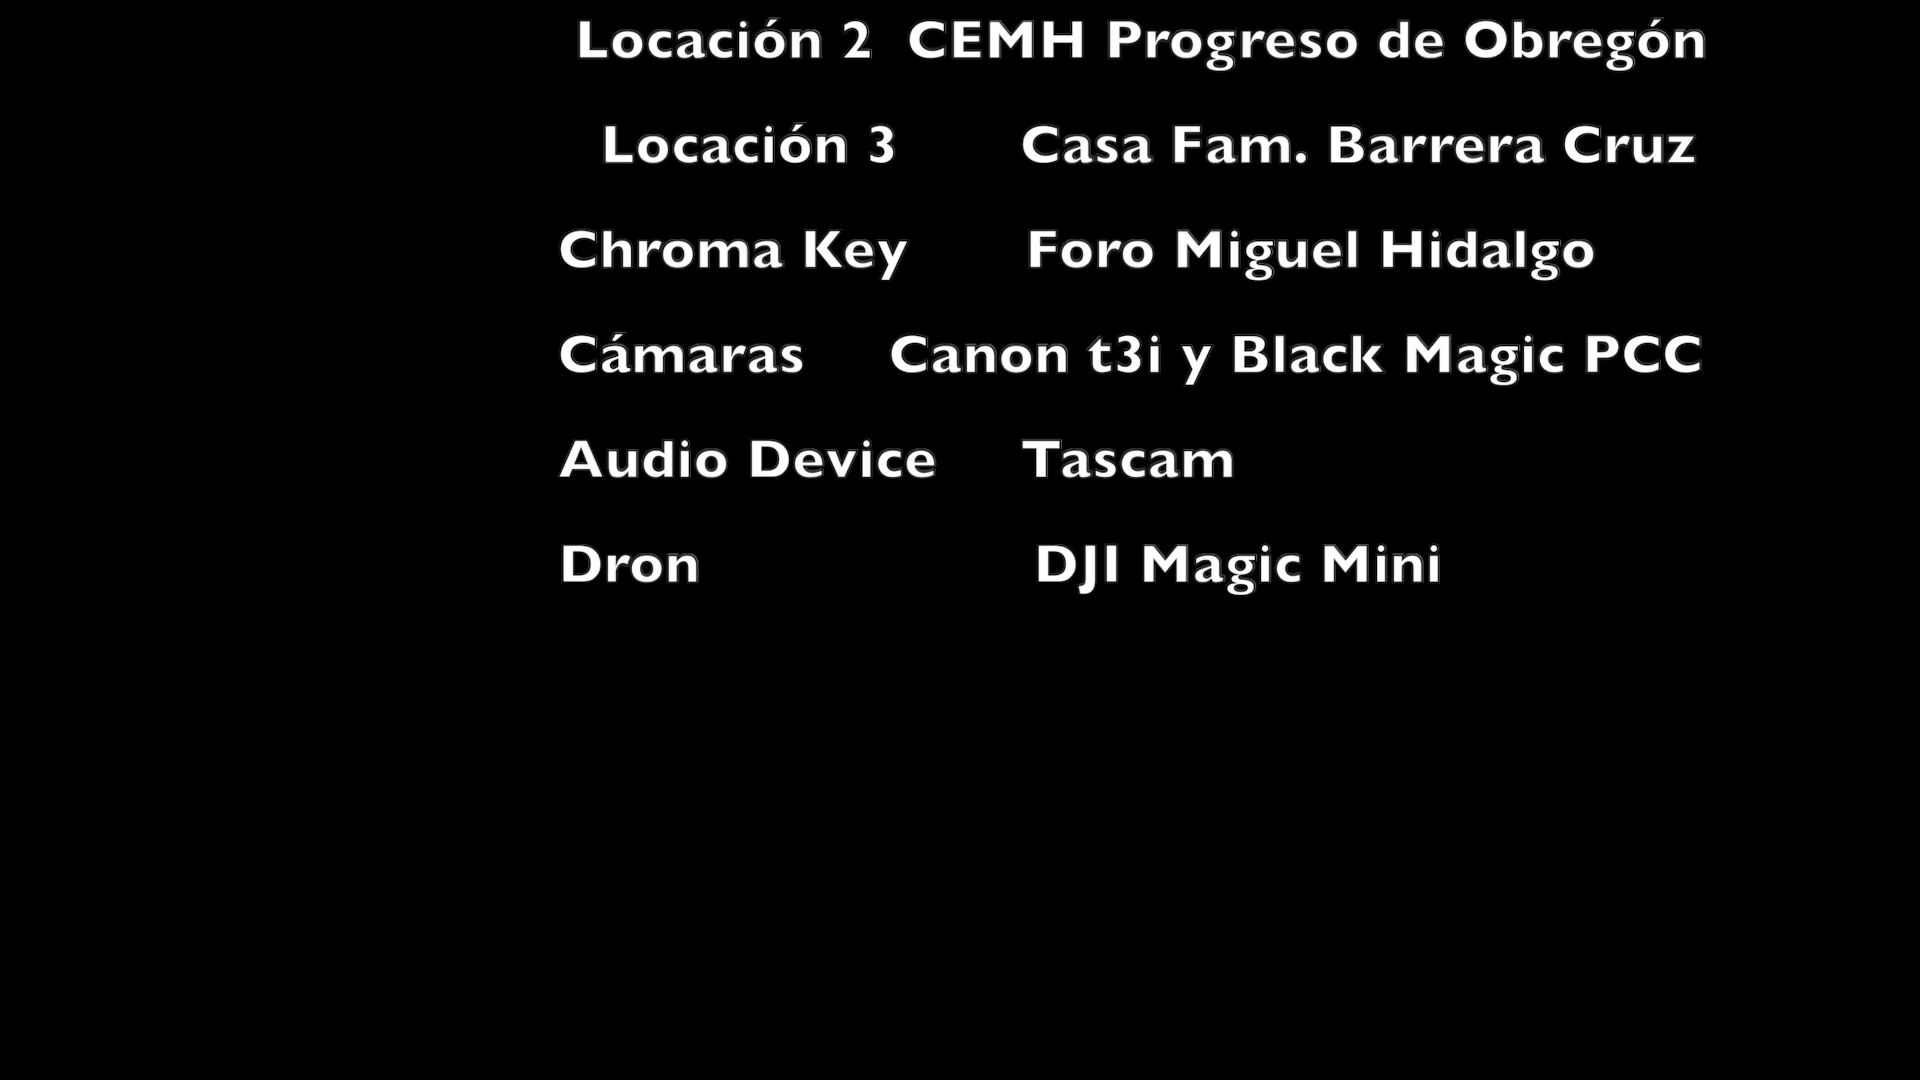 Locación 2 CEMH Progreso de Obregón
Locación 3 Casa Fam. Barrera Cruz
Chroma Key Foro Miguel Hidalgo
Cámaras Canon t3i y Black Magic PCC
Audio Device Tascam
Dron DJI Magic Mini